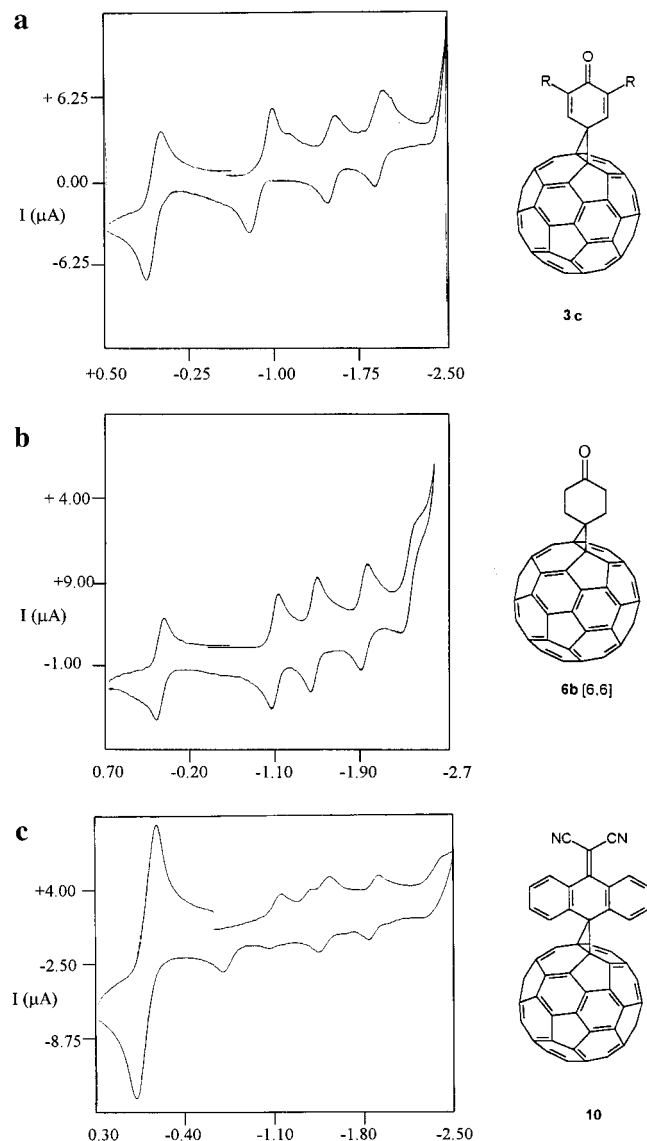 a
+ 6.25
0.00
I (μA)
-6.25
+0.50 -0.25 -1.00 -1.75 -2.50
O
R R
3c
b
+ 4.00
+9.00
I (μA)
-1.00
0.70 -0.20 -1.10 -1.90 -2.7
O
6b [6,6]
c
+4.00
-2.50
I (μA)
-8.75
0.30 -0.40 -1.10 -1.80 -2.50
NC CN
10